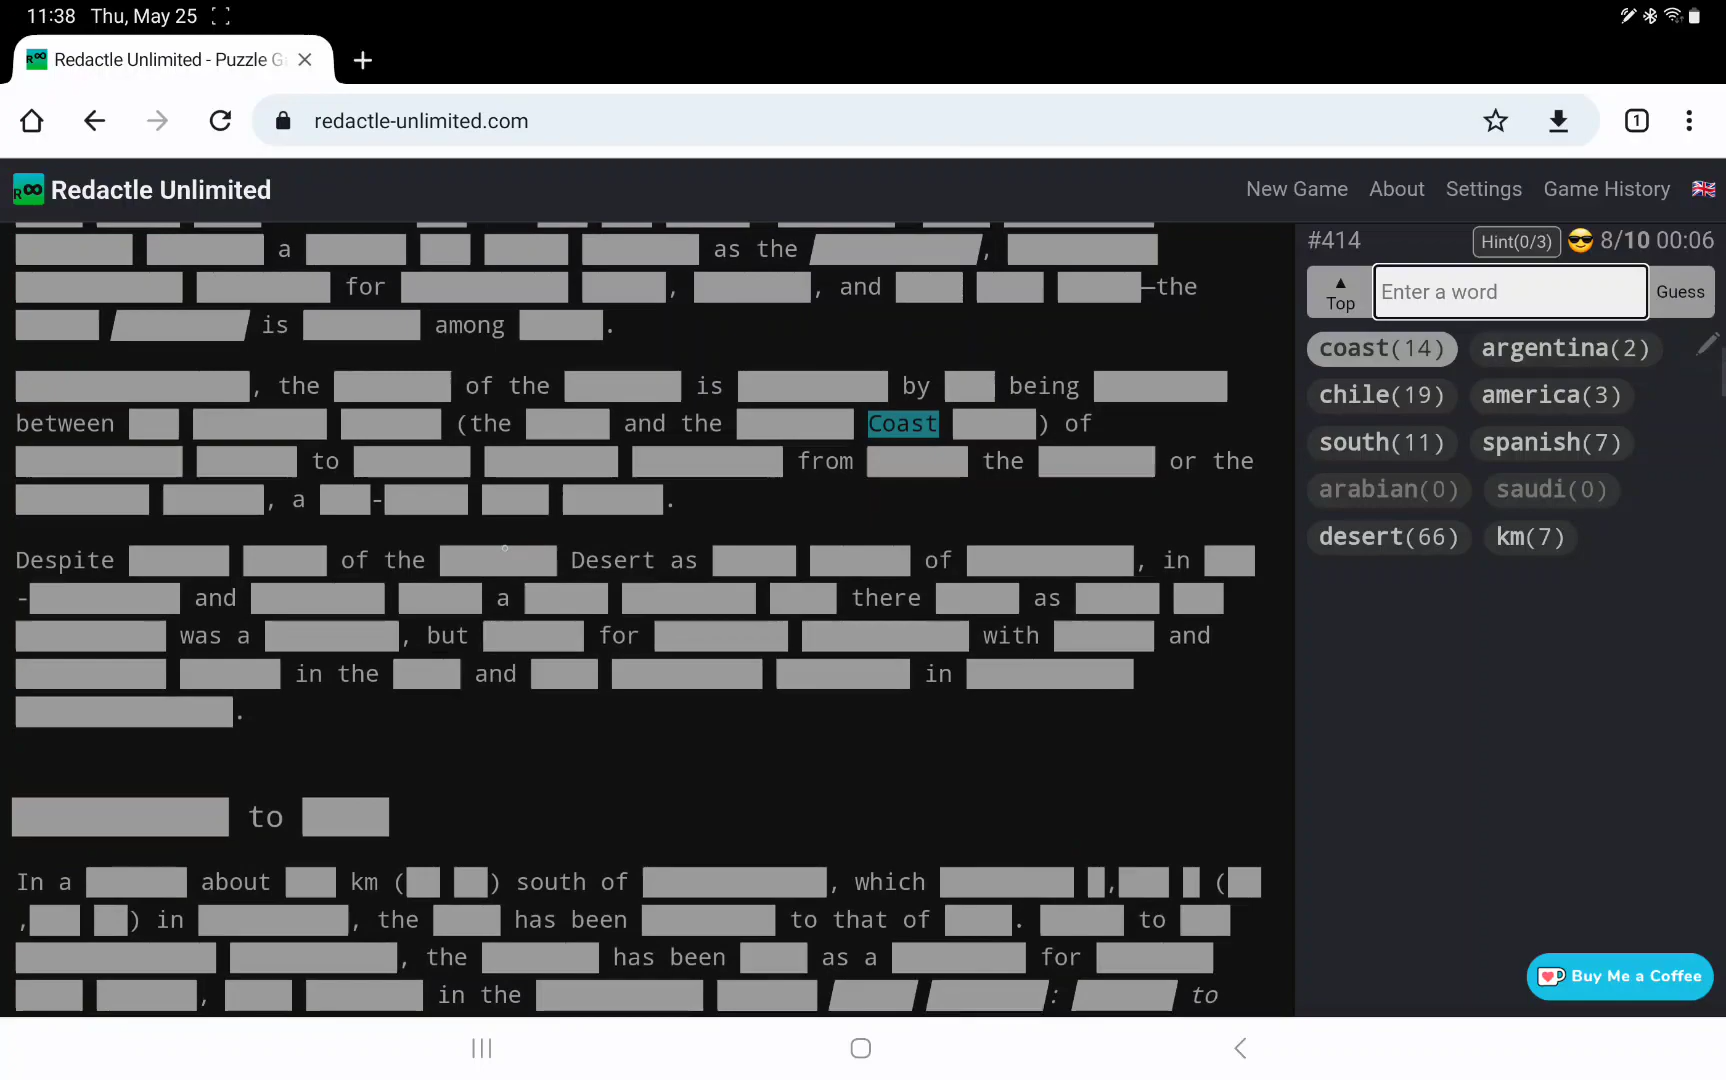 11:38 Thu, May 25
Redactle Unlimited - Puzzle G
redactle-unlimited.com
1
R∞ Redactle Unlimited
New Game About Settings Game History
a as the ,
for , , and —the
is among .
, the of the is by being
between (the and the Coast ) of
to from the or the
, a - .
Despite of the Desert as of , in
- and a there as
was a , but for with and
in the and in
.
to
In a about km ( ) south of , which , (
, ) in , the has been to that of . to
, the has been as a for
, in the : to
#414 Hint(0/3) 8/10 00:06
▲ Top Enter a word Guess
coast(14) argentina(2)
chile(19) america(3)
south(11) spanish(7)
arabian(0) saudi(0)
desert(66) km(7)
Buy Me a Coffee